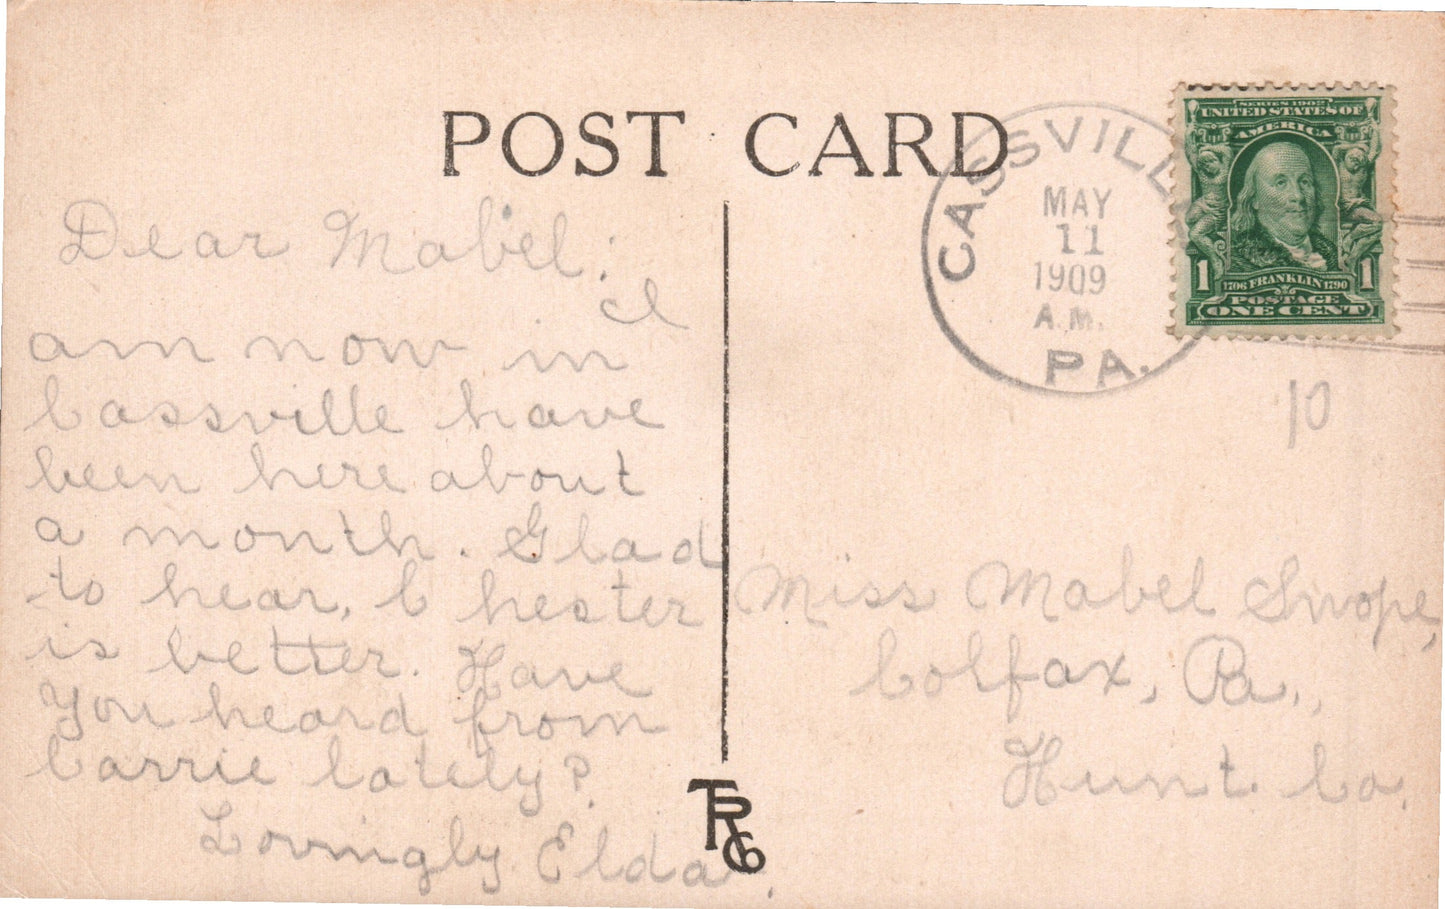 POST CARD
CASSVILLE
MAY
11
1909
A.M.
PA.
SERIES 1902
UNITED STATES OF
AMERICA
1 1
1706 FRANKLIN 1790
POSTAGE
ONE CENT
10
Dear Mabel:
I
am now in
Cassville have
been here about
a month. Glad
to hear, Chester
is better. Have
you heard from
Carrie lately?
Lovingly Elda.
Miss Mabel Snope,
Colfax, Pa.,
Hunt. Co.
TRCo